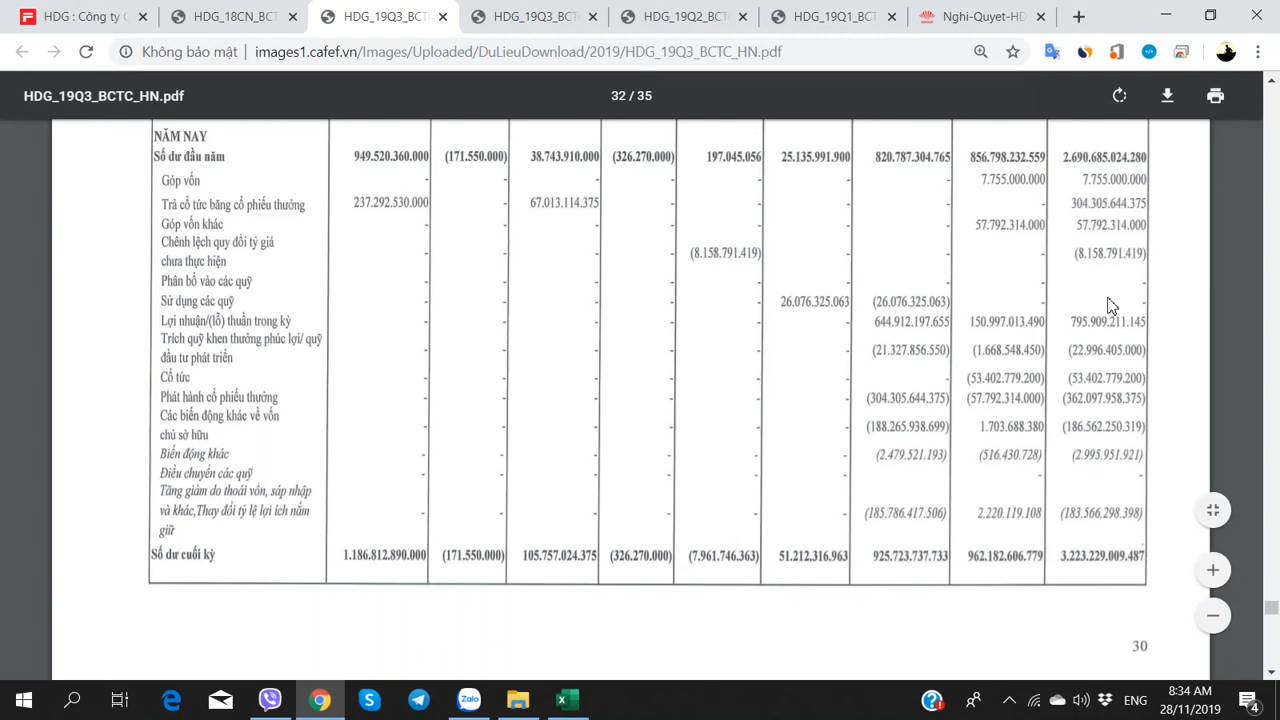 HDG : Công ty C
HDG_18CN_BCT
HDG_19Q3_BCT
HDG_19Q3_BCT
HDG_19Q2_BCT
HDG_19Q1_BCT
Nghi-Quyet-HD
Không bảo mật images1.cafef.vn/Images/Uploaded/DuLieuDownload/2019/HDG_19Q3_BCTC_HN.pdf
HDG_19Q3_BCTC_HN.pdf 32 / 35
NĂM NAY
Số dư đầu năm 949.520.360.000 (171.550.000) 38.743.910.000 (326.270.000) 197.045.056 25.135.991.900 820.787.304.765 856.798.232.559 2.690.685.024.280
Góp vốn - - - - - - - 7.755.000.000 7.755.000.000
Trả cổ tức bằng cổ phiếu thưởng 237.292.530.000 - 67.013.114.375 - - - - - 304.305.644.375
Góp vốn khác - - - - - - - 57.792.314.000 57.792.314.000
Chênh lệch quy đổi tỷ giá
chưa thực hiện - - - - (8.158.791.419) - - - (8.158.791.419)
Phân bổ vào các quỹ - - - - - - - - -
Sử dụng các quỹ - - - - - 26.076.325.063 (26.076.325.063) - -
Lợi nhuận/(lỗ) thuần trong kỳ - - - - - - 644.912.197.655 150.997.013.490 795.909.211.145
Trích quỹ khen thưởng phúc lợi/ quỹ
đầu tư phát triển - - - - - - (21.327.856.550) (1.668.548.450) (22.996.405.000)
Cổ tức - - - - - - - (53.402.779.200) (53.402.779.200)
Phát hành cổ phiếu thưởng - - - - - - (304.305.644.375) (57.792.314.000) (362.097.958.375)
Các biến động khác về vốn
chủ sở hữu - - - - - - (188.265.938.699) 1.703.688.380 (186.562.250.319)
Biến động khác - - - - - - (2.479.521.193) (516.430.728) (2.995.951.921)
Điều chuyển các quỹ - - - - - - - - -
Tăng giảm do thoái vốn, sáp nhập
và khác,Thay đổi tỷ lệ lợi ích nắm - - - - - - (185.786.417.506) 2.220.119.108 (183.566.298.398)
giữ
Số dư cuối kỳ 1.186.812.890.000 (171.550.000) 105.757.024.375 (326.270.000) (7.961.746.363) 51.212.316.963 925.723.737.733 962.182.606.779 3.223.229.009.487
30
ENG
8:34 AM
28/11/2019
4